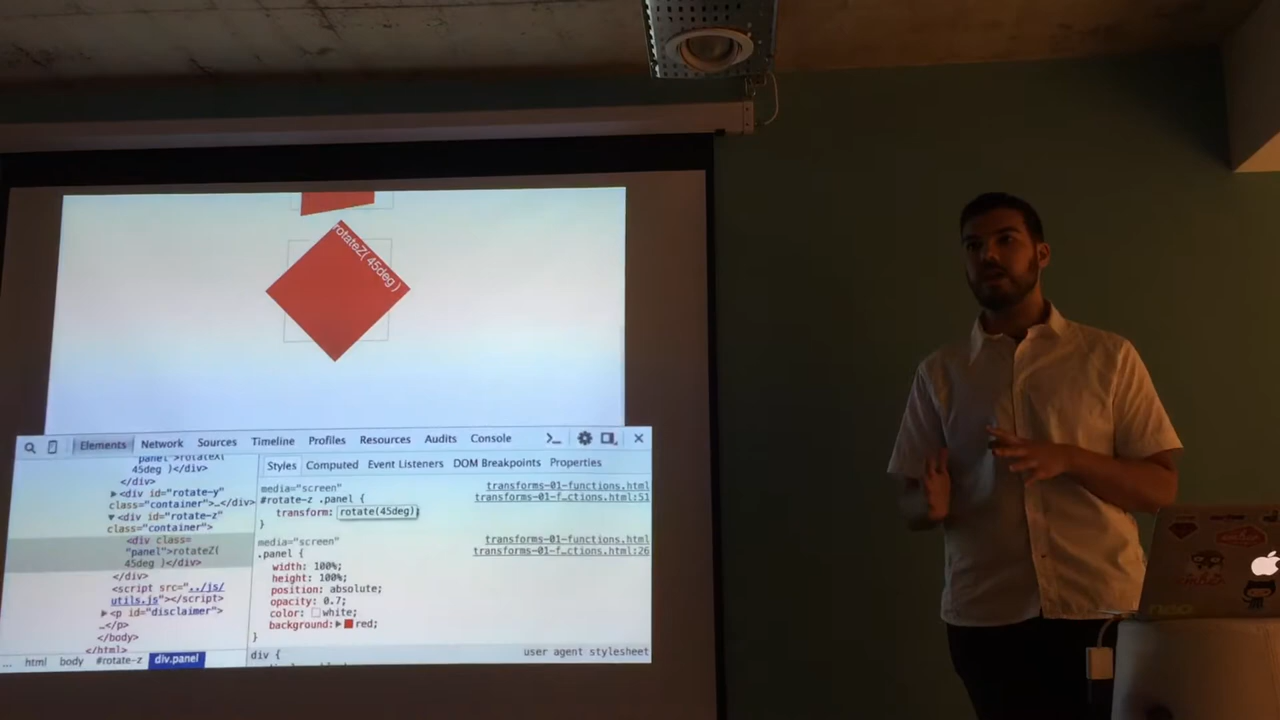 rotateZ( 45deg )
Elements Network Sources Timeline Profiles Resources Audits Console
panel">rotateX(
45deg )</div>
</div>
▶<div id="rotate-y"
class="container">…</div>
▼<div id="rotate-z"
class="container">
<div class=
"panel">rotateZ(
45deg )</div>
</div>
<script src="../js/
utils.js"></script>
▶<p id="disclaimer">
…</p>
</body>
</html>
... html body #rotate-z div.panel
Styles Computed Event Listeners DOM Breakpoints Properties
media="screen" transforms-01-functions.html
#rotate-z .panel { transforms-01-f…ctions.html:51
transform: rotate(45deg);
}
media="screen" transforms-01-functions.html
.panel { transforms-01-f…ctions.html:26
width: 100%;
height: 100%;
position: absolute;
opacity: 0.7;
color: white;
background:▶ red;
}
div { user agent stylesheet